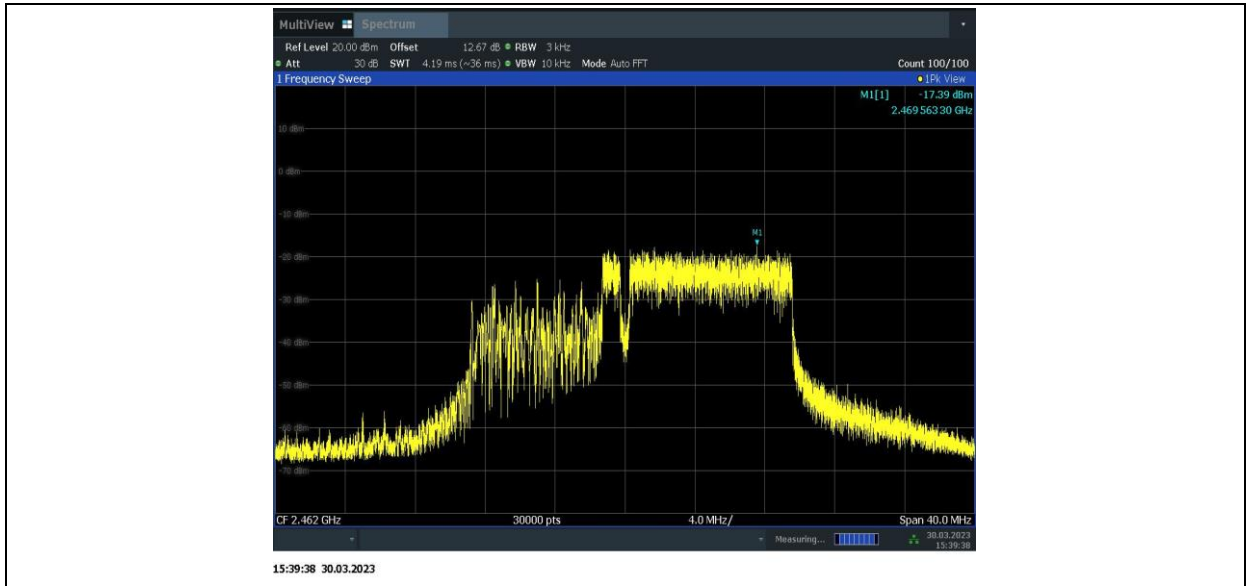 MultiView Spectrum
Ref Level 20.00 dBm Offset 12.67 dB RBW 3 kHz
Att 30 dB SWT 4.19 ms (~36 ms) VBW 10 kHz Mode Auto FFT Count 100/100
1 Frequency Sweep 1Pk View
M1[1] -17.39 dBm
2.469 563 30 GHz
10 dBm
0 dBm
-10 dBm
M1
-20 dBm
-30 dBm
-40 dBm
-50 dBm
-60 dBm
-70 dBm
CF 2.462 GHz 30000 pts 4.0 MHz/ Span 40.0 MHz
Measuring... 30.03.2023
15:39:38
15:39:38 30.03.2023